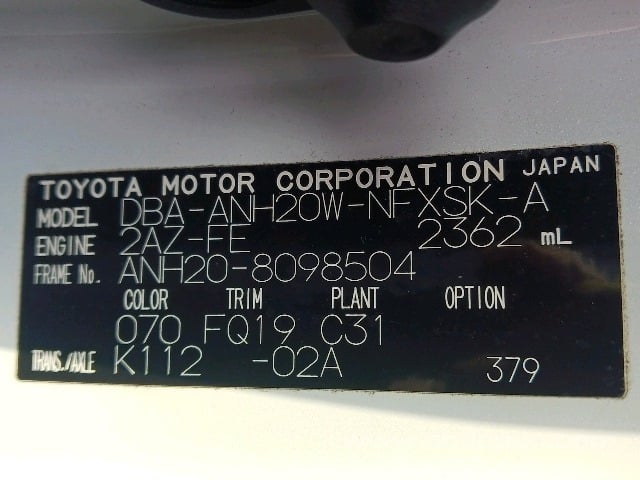 TOYOTA MOTOR CORPORATION JAPAN
MODEL DBA-ANH20W-NFXSK-A
ENGINE 2AZ-FE 2362 mL
FRAME No. ANH20-8098504
COLOR TRIM PLANT OPTION
070 FQ19 C31
TRANS./AXLE K112 -02A 379